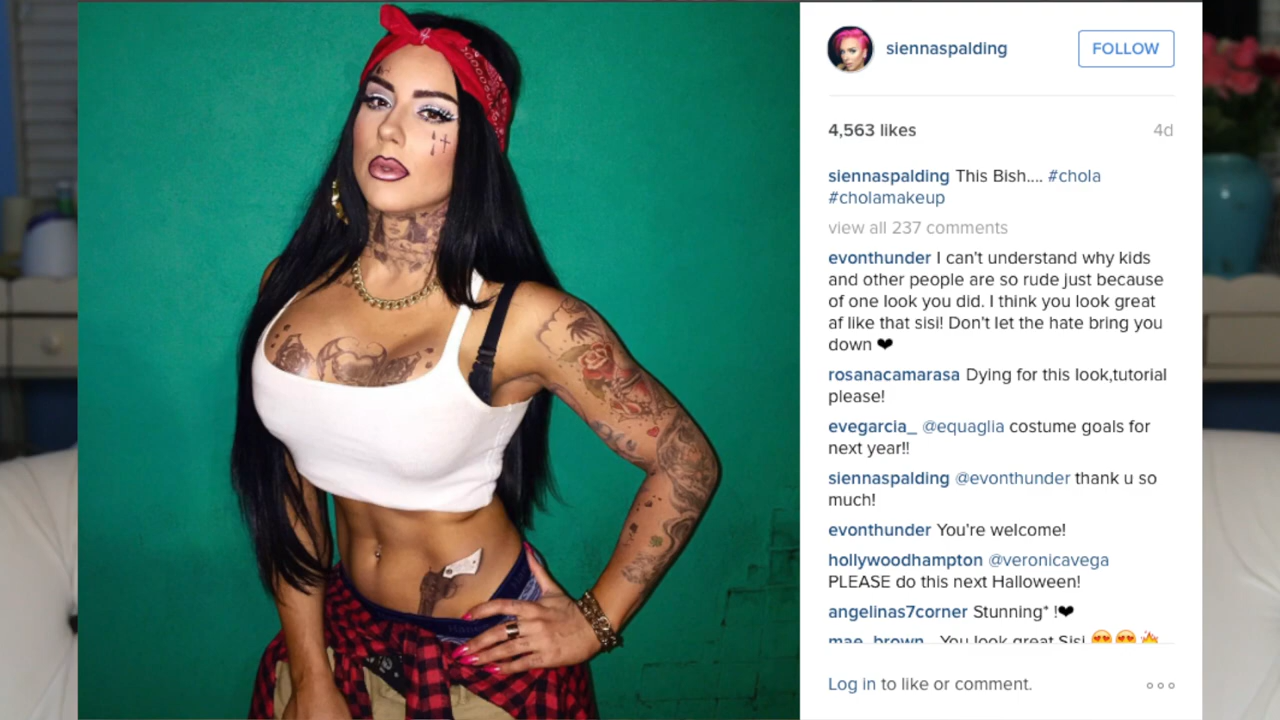 siennaspalding
FOLLOW
4,563 likes
4d
siennaspalding This Bish.... #chola
#cholamakeup
view all 237 comments
evonthunder I can't understand why kids
and other people are so rude just because
of one look you did. I think you look great
af like that sisi! Don't let the hate bring you
down ❤
rosanacamarasa Dying for this look,tutorial
please!
evegarcia_ @equaglia costume goals for
next year!!
siennaspalding @evonthunder thank u so
much!
evonthunder You're welcome!
hollywoodhampton @veronicavega
PLEASE do this next Halloween!
angelinas7corner Stunning* !❤
You look great Sisi 😍😍🔥
Log in to like or comment.